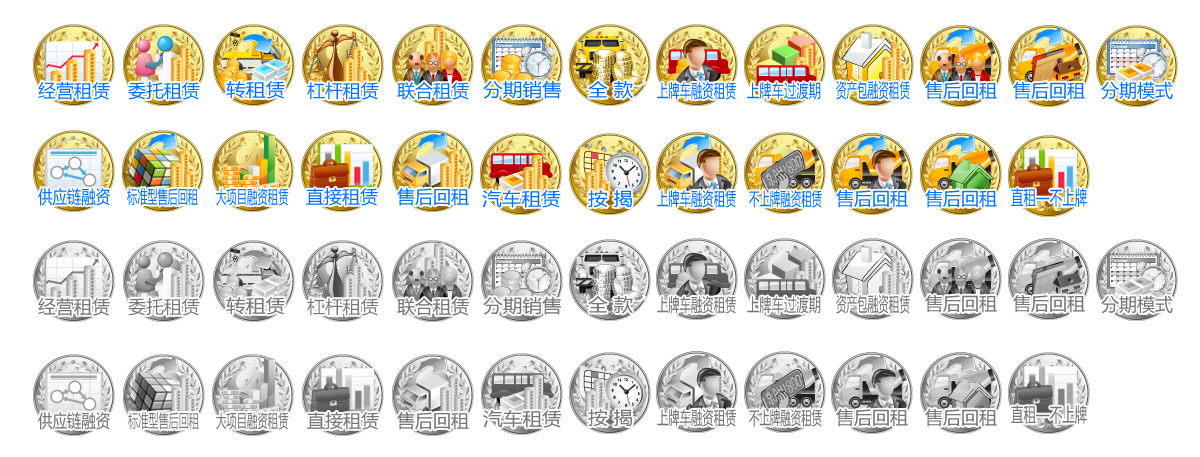 经营租赁 委托租赁 转租赁 杠杆租赁 联合租赁 分期销售 全款 上牌车融资租赁 上牌车过渡期 资产包融资租赁 售后回租 售后回租 分期模式
供应链融资 标准型售后回租 大项目融资租赁 直接租赁 售后回租 汽车租赁 按揭 上牌车融资租赁 不上牌融资租赁 售后回租 售后回租 直租—不上牌
经营租赁 委托租赁 转租赁 杠杆租赁 联合租赁 分期销售 全款 上牌车融资租赁 上牌车过渡期 资产包融资租赁 售后回租 售后回租 分期模式
供应链融资 标准型售后回租 大项目融资租赁 直接租赁 售后回租 汽车租赁 按揭 上牌车融资租赁 不上牌融资租赁 售后回租 售后回租 直租—不上牌